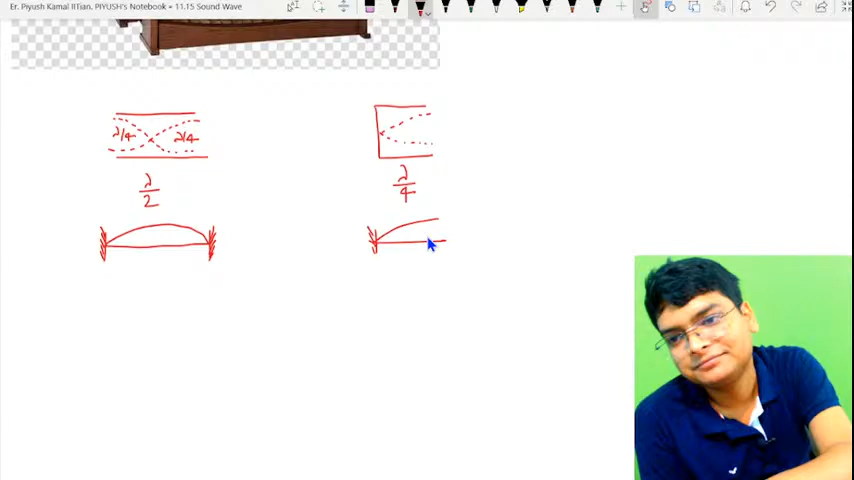 Er. Piyush Kamal IITian. PIYUSH's Notebook » 11.15 Sound Wave
λ/4 λ/4
λ
2
λ
4